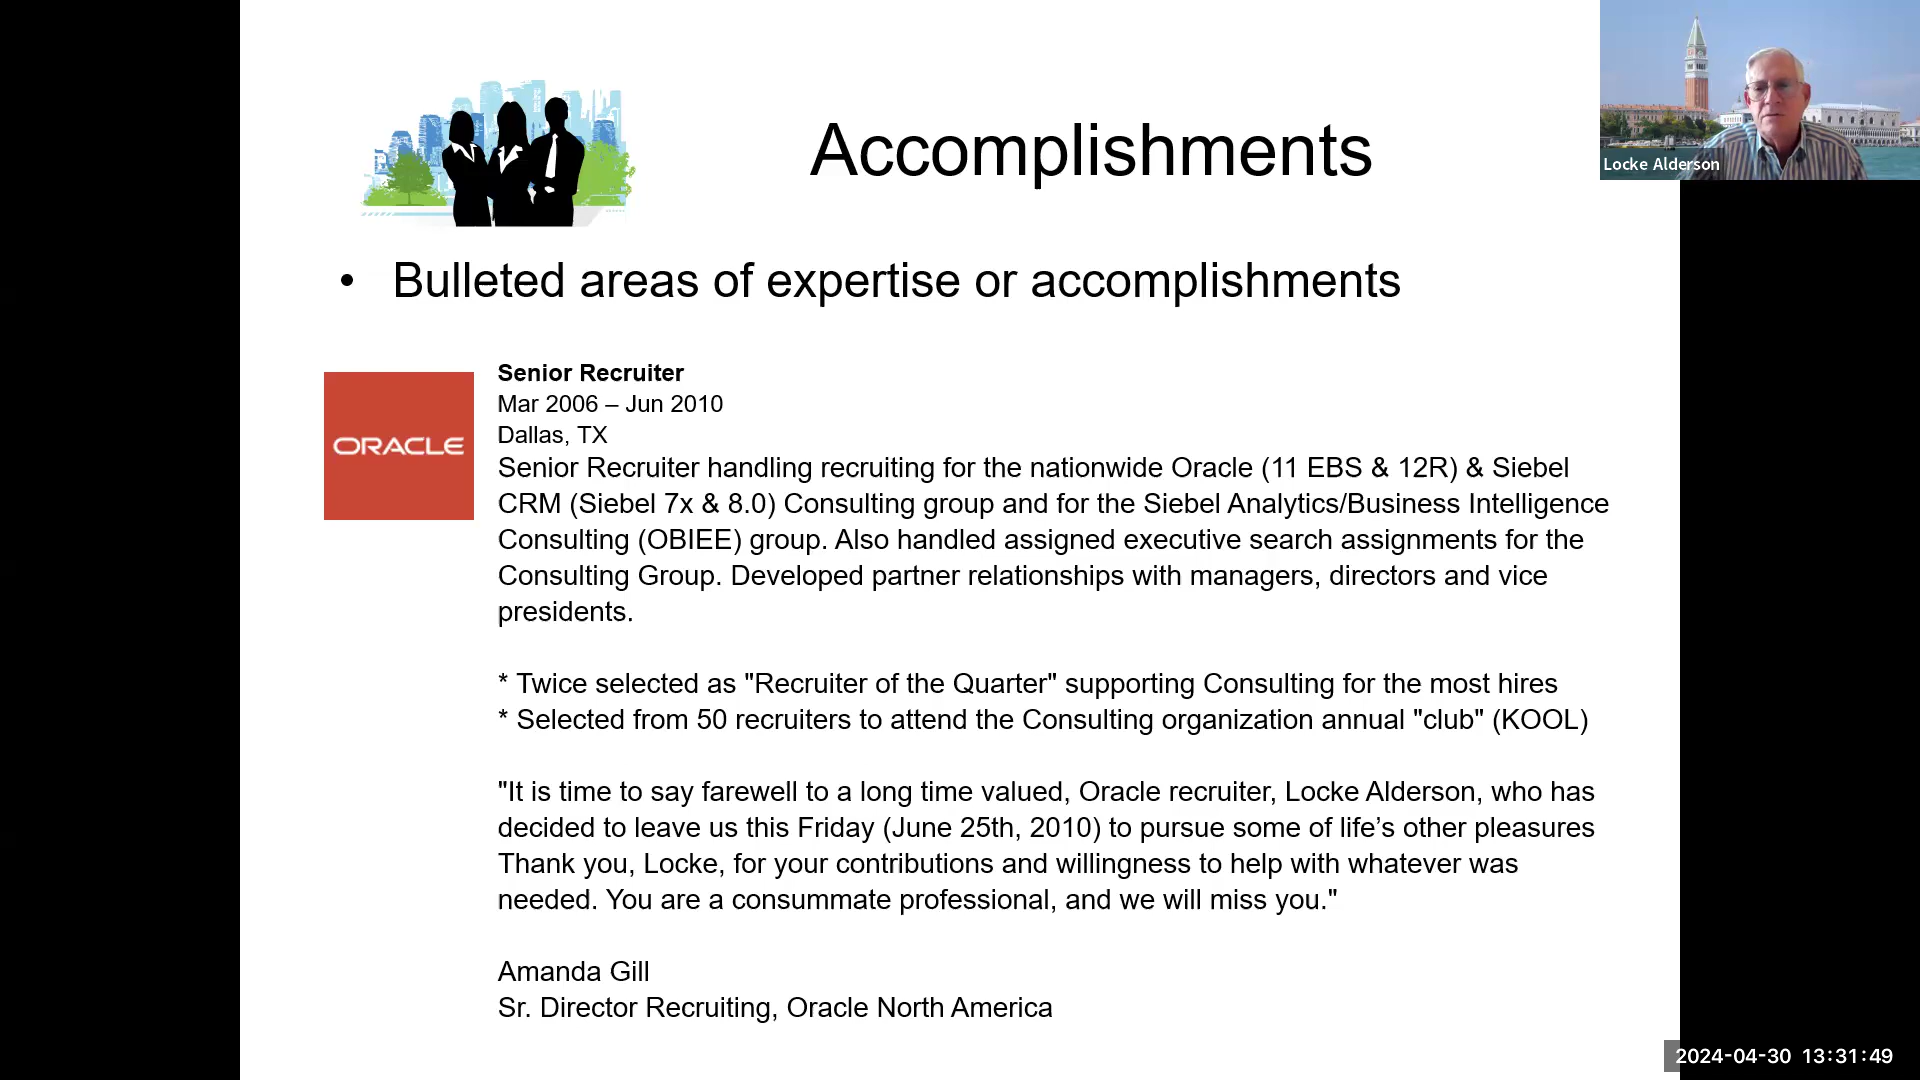 Accomplishments
Locke Alderson
• Bulleted areas of expertise or accomplishments
ORACLE
Senior Recruiter
Mar 2006 – Jun 2010
Dallas, TX
Senior Recruiter handling recruiting for the nationwide Oracle (11 EBS & 12R) & Siebel
CRM (Siebel 7x & 8.0) Consulting group and for the Siebel Analytics/Business Intelligence
Consulting (OBIEE) group. Also handled assigned executive search assignments for the
Consulting Group. Developed partner relationships with managers, directors and vice
presidents.
* Twice selected as "Recruiter of the Quarter" supporting Consulting for the most hires
* Selected from 50 recruiters to attend the Consulting organization annual "club" (KOOL)
"It is time to say farewell to a long time valued, Oracle recruiter, Locke Alderson, who has
decided to leave us this Friday (June 25th, 2010) to pursue some of life’s other pleasures
Thank you, Locke, for your contributions and willingness to help with whatever was
needed. You are a consummate professional, and we will miss you."
Amanda Gill
Sr. Director Recruiting, Oracle North America
2024-04-30 13:31:49